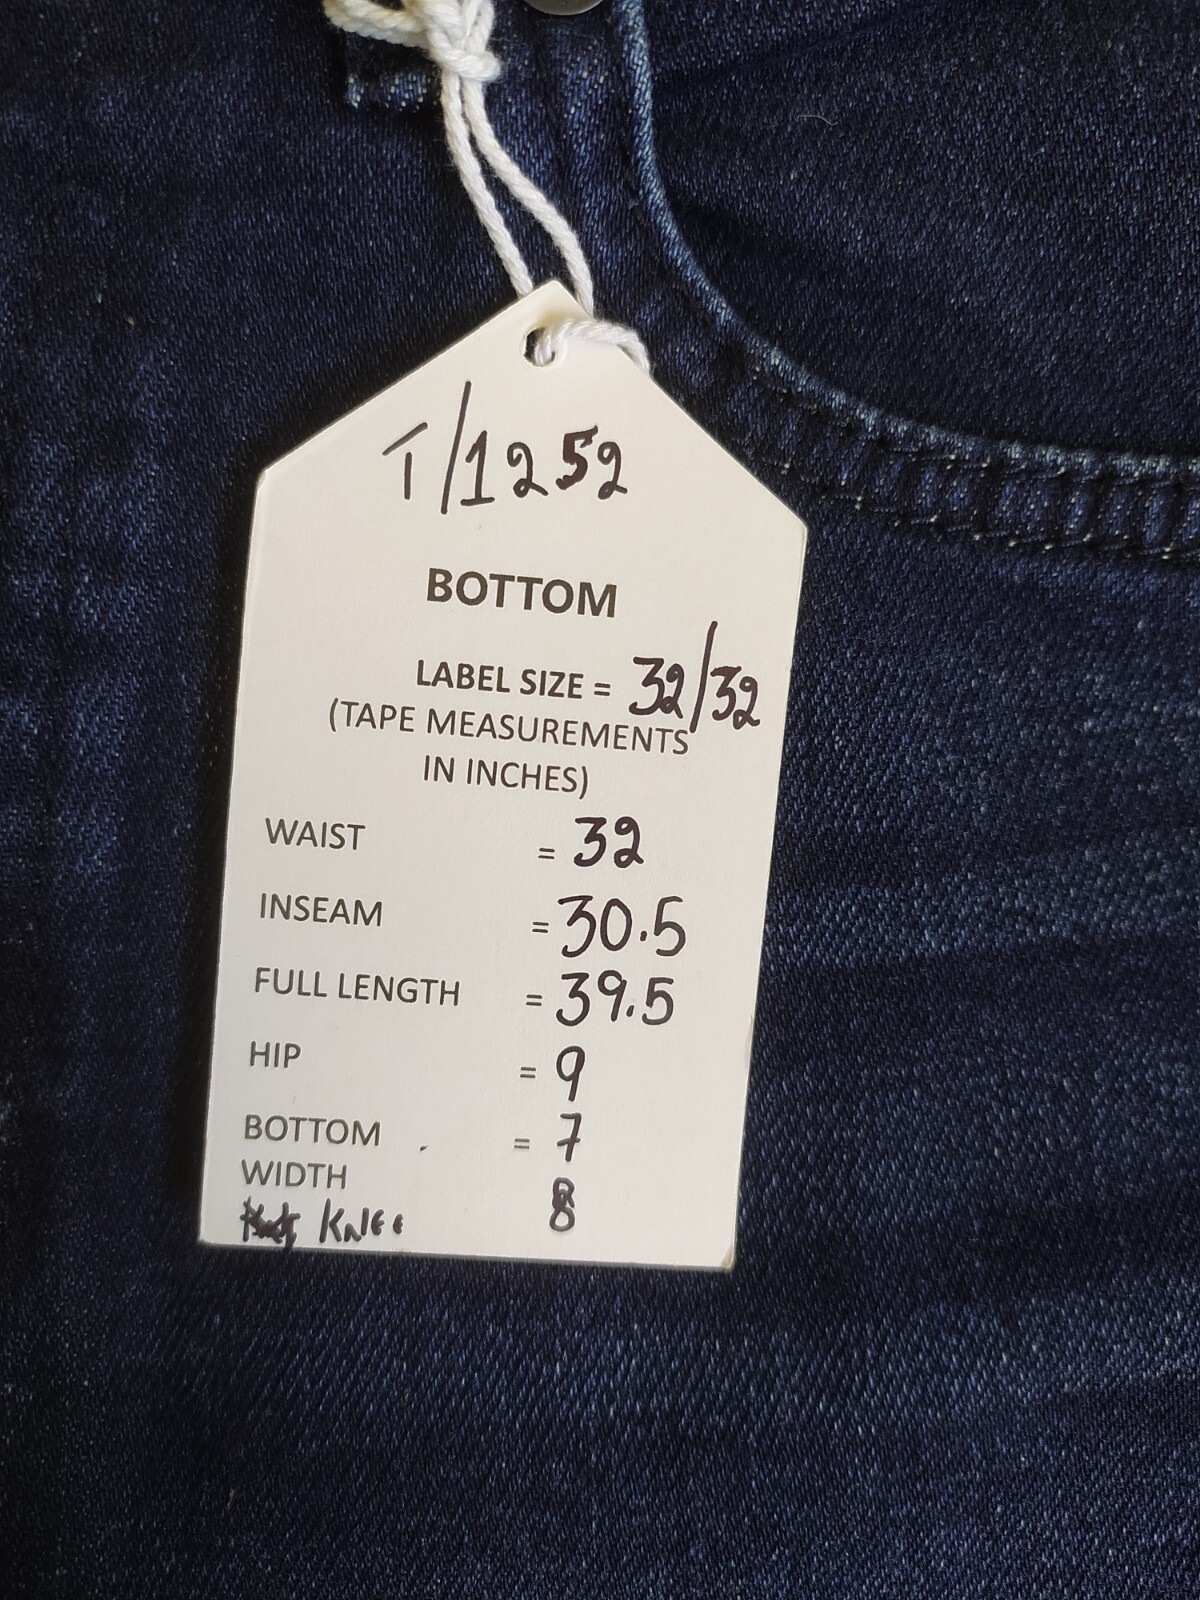 T/1252
BOTTOM
LABEL SIZE = 32/32
(TAPE MEASUREMENTS
IN INCHES)
WAIST = 32
INSEAM = 30.5
FULL LENGTH = 39.5
HIP = 9
BOTTOM = 7
WIDTH
KNEE 8